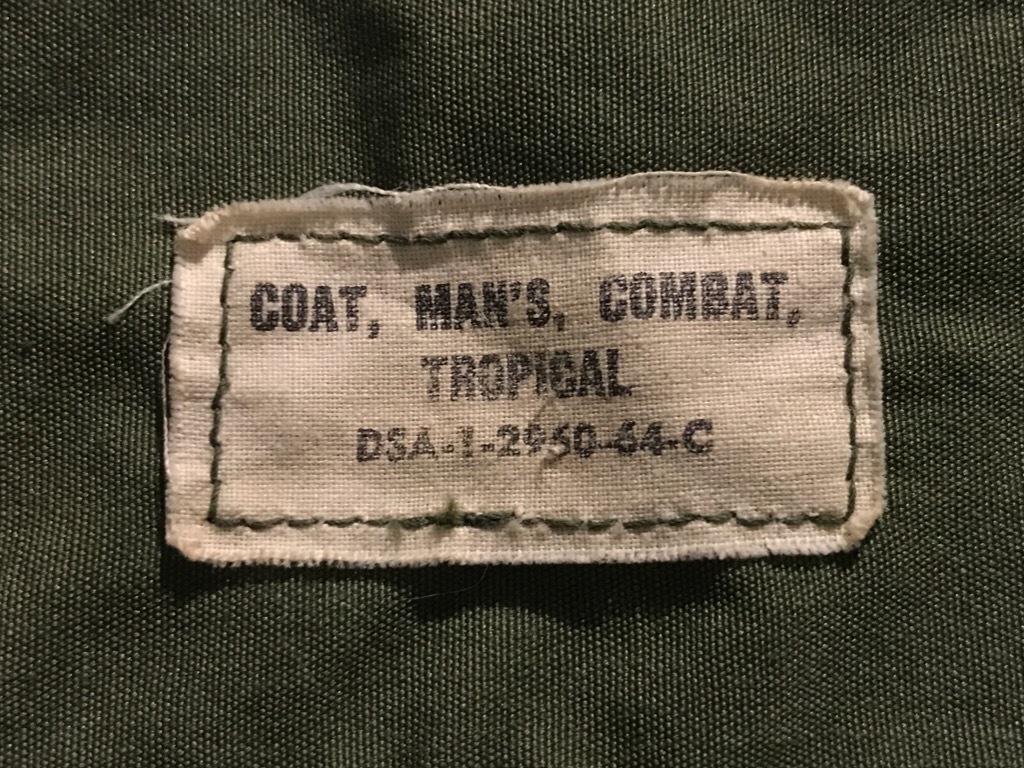 COAT, MAN'S, COMBAT,
TROPICAL
DSA-1-2950-64-C